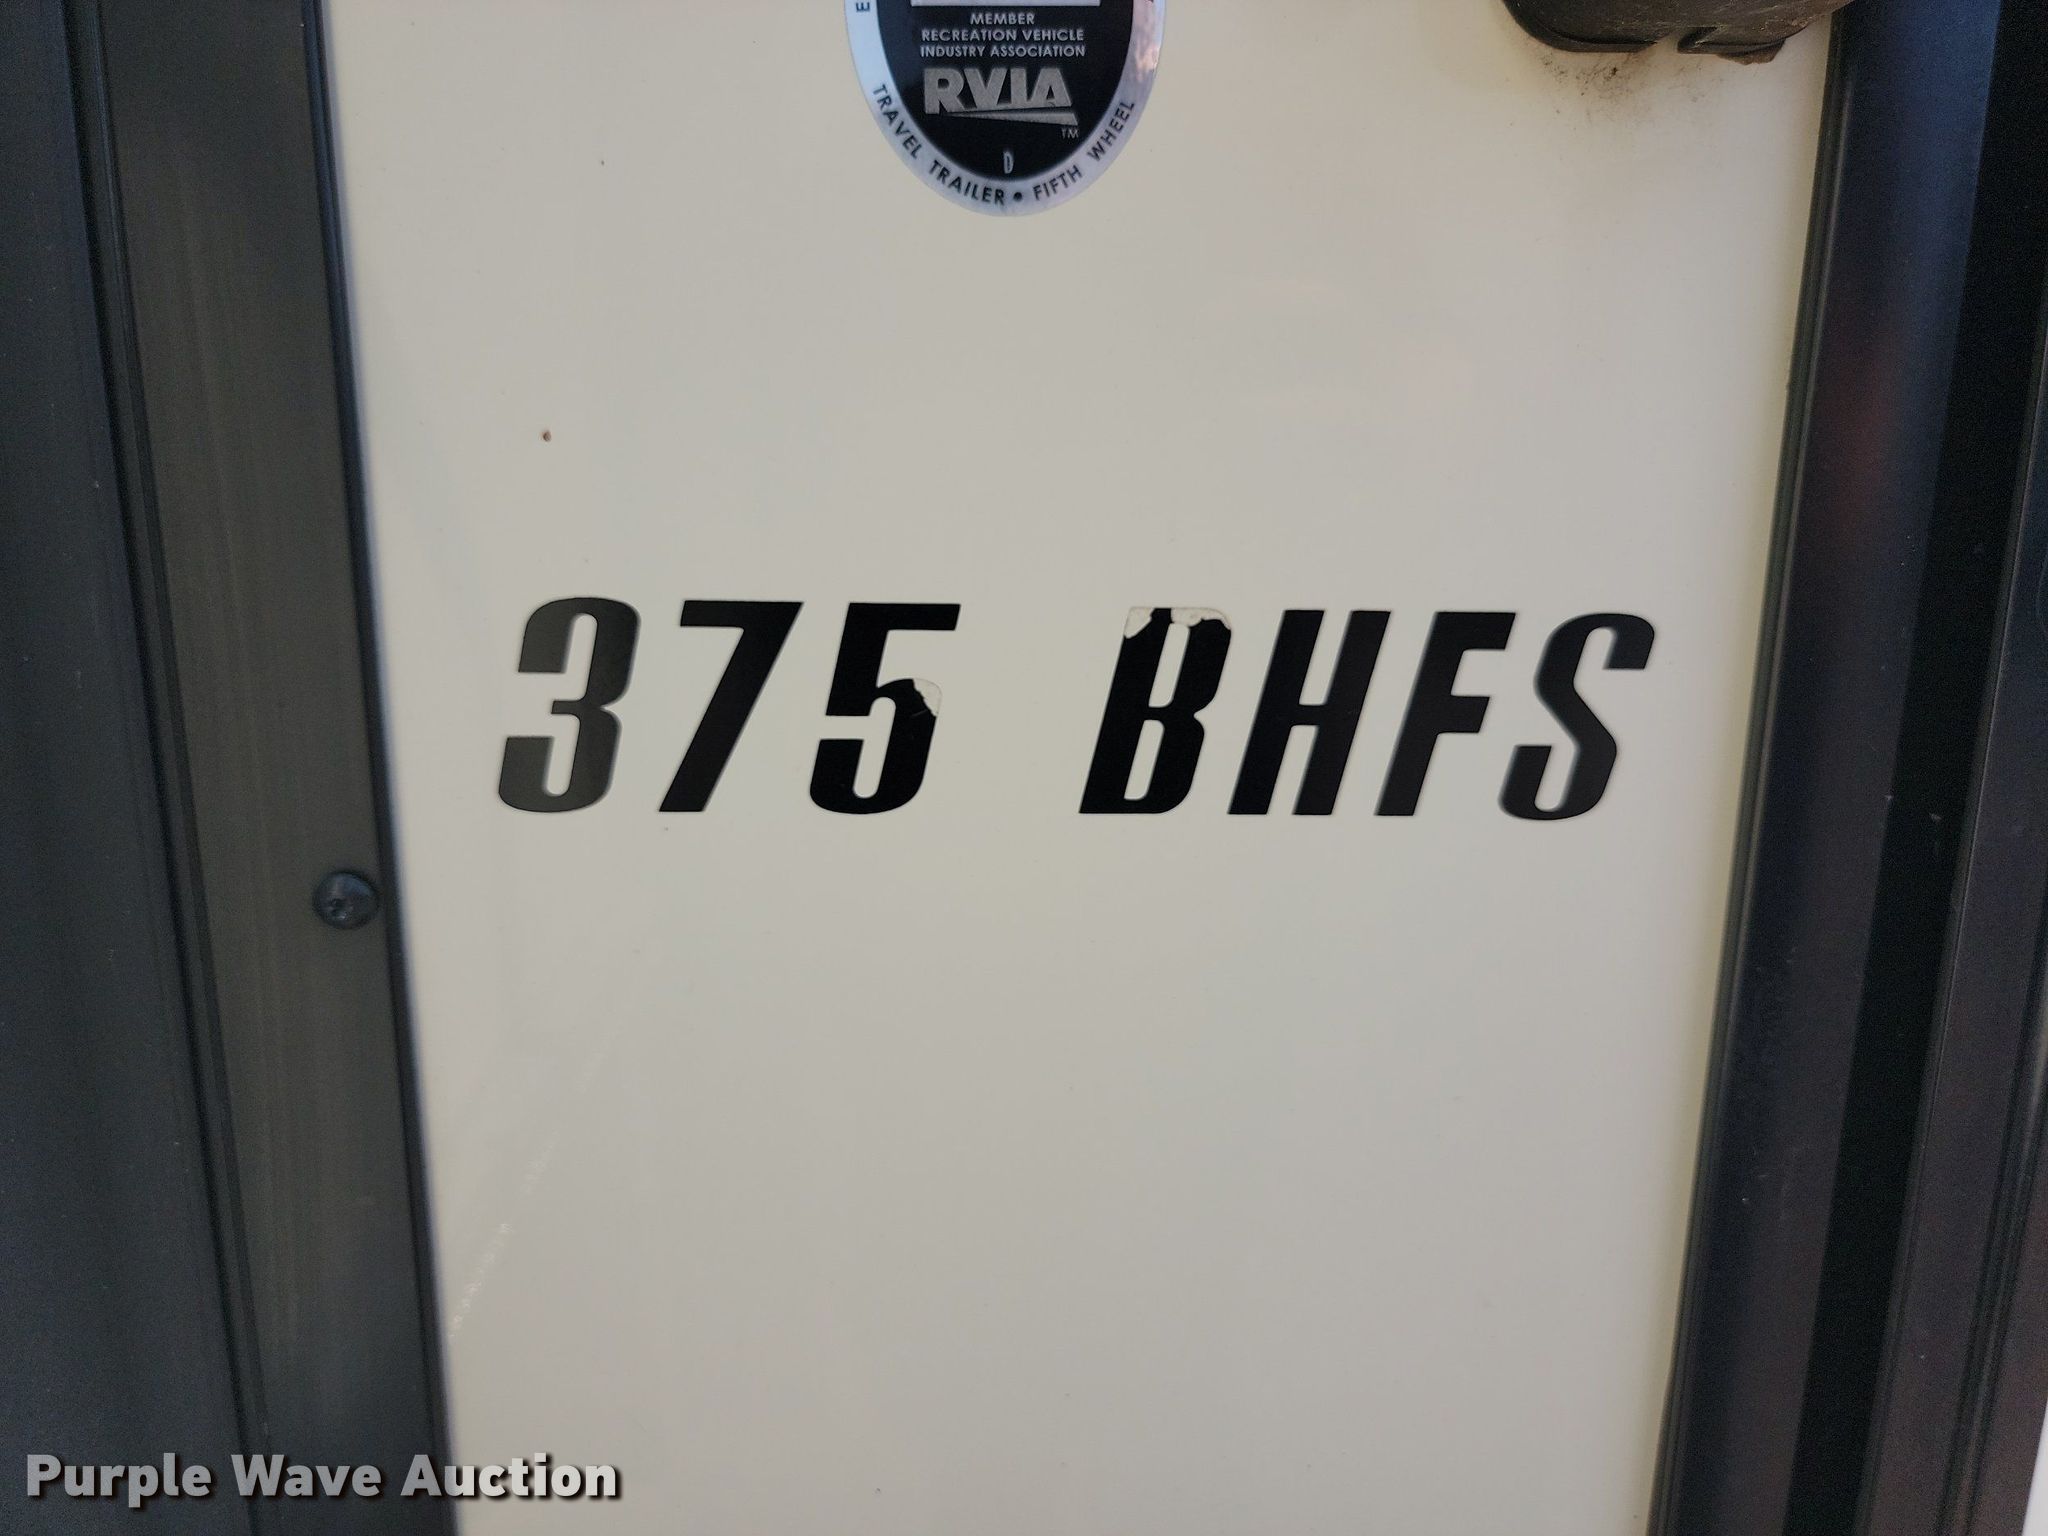 MEMBER
RECREATION VEHICLE
INDUSTRY ASSOCIATION
RVIA
TM
D
TRAVEL TRAILER • FIFTH WHEEL
375 BHFS
Purple Wave Auction